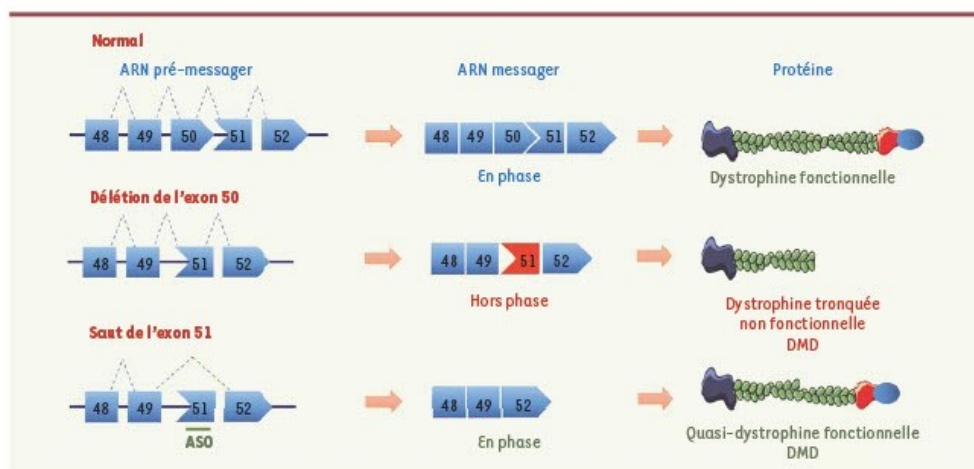 Normal
ARN pré-messager
ARN messager
Protéine
48 49 50 51 52
48 49 50 51 52
En phase
Dystrophine fonctionnelle
Délétion de l'exon 50
48 49 51 52
48 49 51 52
Hors phase
Dystrophine tronquée
non fonctionnelle
DMD
Saut de l'exon 51
48 49 51 52
ASO
48 49 52
En phase
Quasi-dystrophine fonctionnelle
DMD